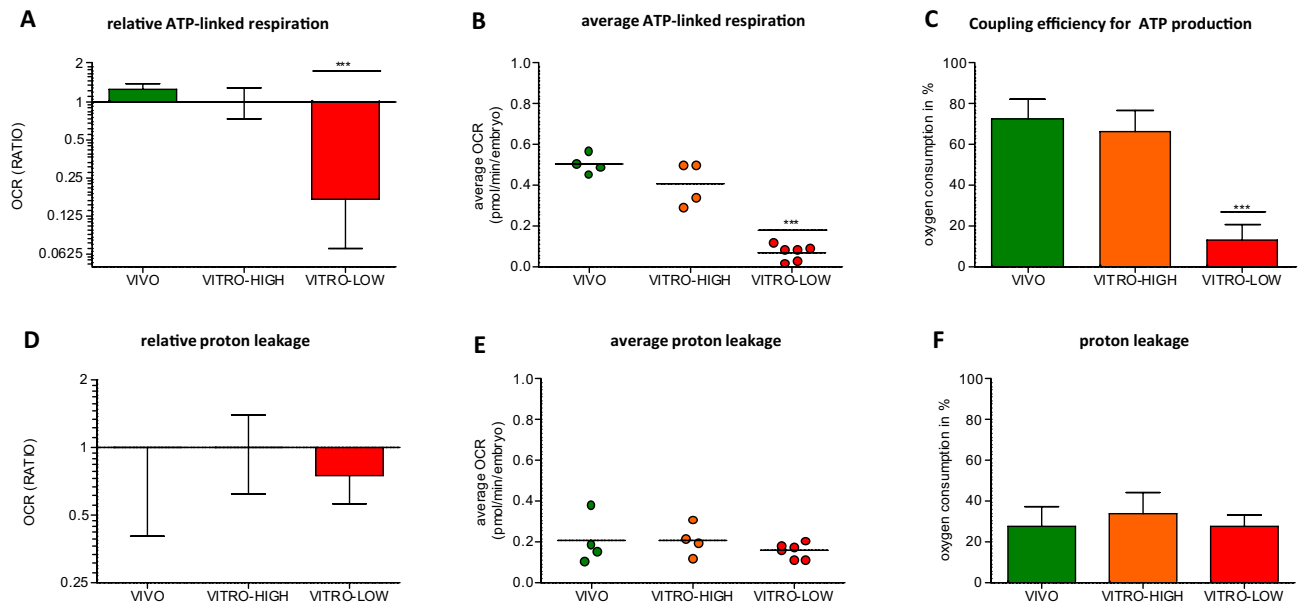 A
relative ATP-linked respiration
OCR (RATIO)
2
1
0.5
0.25
0.125
0.0625
***
VIVO
VITRO-HIGH
VITRO-LOW
B
average ATP-linked respiration
average OCR
(pmol/min/embryo)
1.0
0.8
0.6
0.4
0.2
0.0
***
VIVO
VITRO-HIGH
VITRO-LOW
C
Coupling efficiency for ATP production
oxygen consumption in %
100
80
60
40
20
0
***
VIVO
VITRO-HIGH
VITRO-LOW
D
relative proton leakage
OCR (RATIO)
2
1
0.5
0.25
VIVO
VITRO-HIGH
VITRO-LOW
E
average proton leakage
average OCR
(pmol/min/embryo)
1.0
0.8
0.6
0.4
0.2
0.0
VIVO
VITRO-HIGH
VITRO-LOW
F
proton leakage
oxygen consumption in %
100
80
60
40
20
0
VIVO
VITRO-HIGH
VITRO-LOW